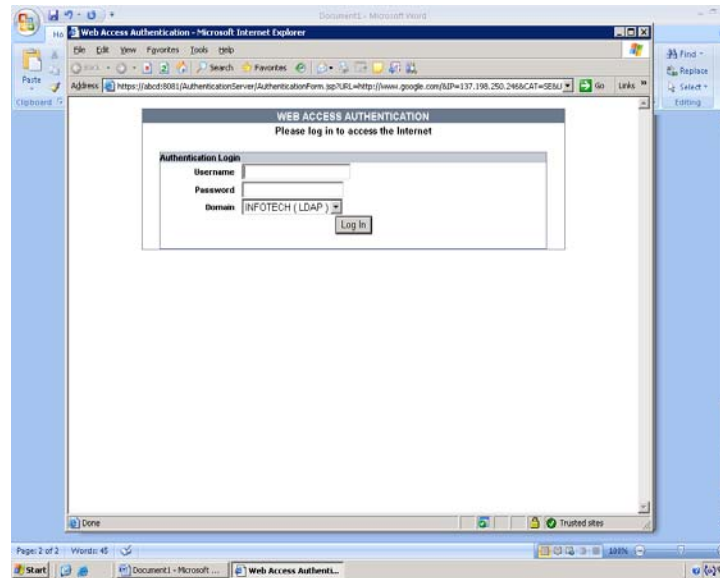 Document1 - Microsoft Word
Ho
Web Access Authentication - Microsoft Internet Explorer
File Edit View Favorites Tools Help
Search Favorites
Address https://abcd:8081/AuthenticationServer/AuthenticationForm.jsp?URL=http://www.google.com/&IP=137.198.250.246&CAT=SE&U Go Links »
Paste
Clipboard
Find
Replace
Select
Editing
WEB ACCESS AUTHENTICATION
Please log in to access the Internet
Authentication Login
Username
Password
Domain INFOTECH ( LDAP )
Log In
Done Trusted sites
Page: 2 of 2 Words: 45 100%
Start Document1 - Microsoft ... Web Access Authenti...